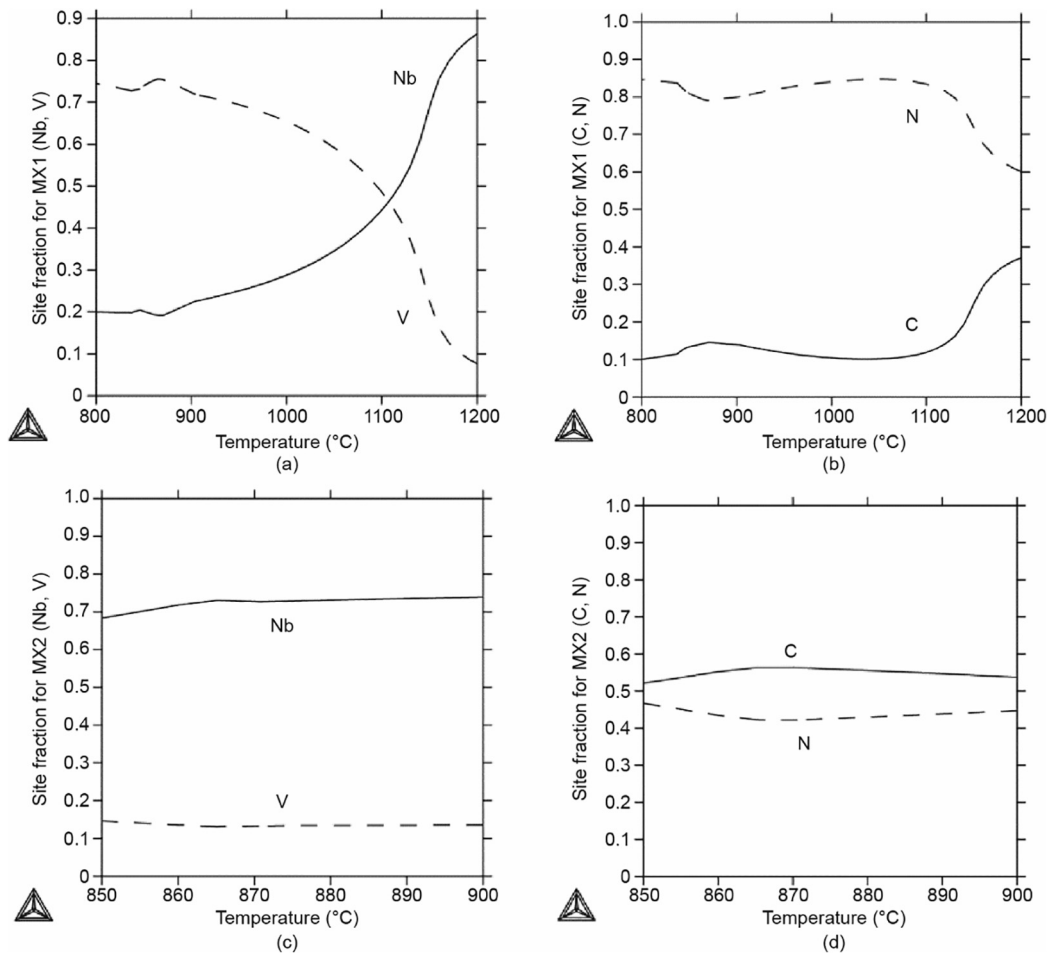 Site fraction for MX1 (Nb, V)
0.9
0.8
0.7
0.6
0.5
0.4
0.3
0.2
0.1
0
Nb
V
800 900 1000 1100 1200
Temperature (°C)
(a)
Site fraction for MX1 (C, N)
1.0
0.9
0.8
0.7
0.6
0.5
0.4
0.3
0.2
0.1
0
N
C
800 900 1000 1100 1200
Temperature (°C)
(b)
Site fraction for MX2 (Nb, V)
1.0
0.9
0.8
0.7
0.6
0.5
0.4
0.3
0.2
0.1
0
Nb
V
850 860 870 880 890 900
Temperature (°C)
(c)
Site fraction for MX2 (C, N)
1.0
0.9
0.8
0.7
0.6
0.5
0.4
0.3
0.2
0.1
0
C
N
850 860 870 880 890 900
Temperature (°C)
(d)